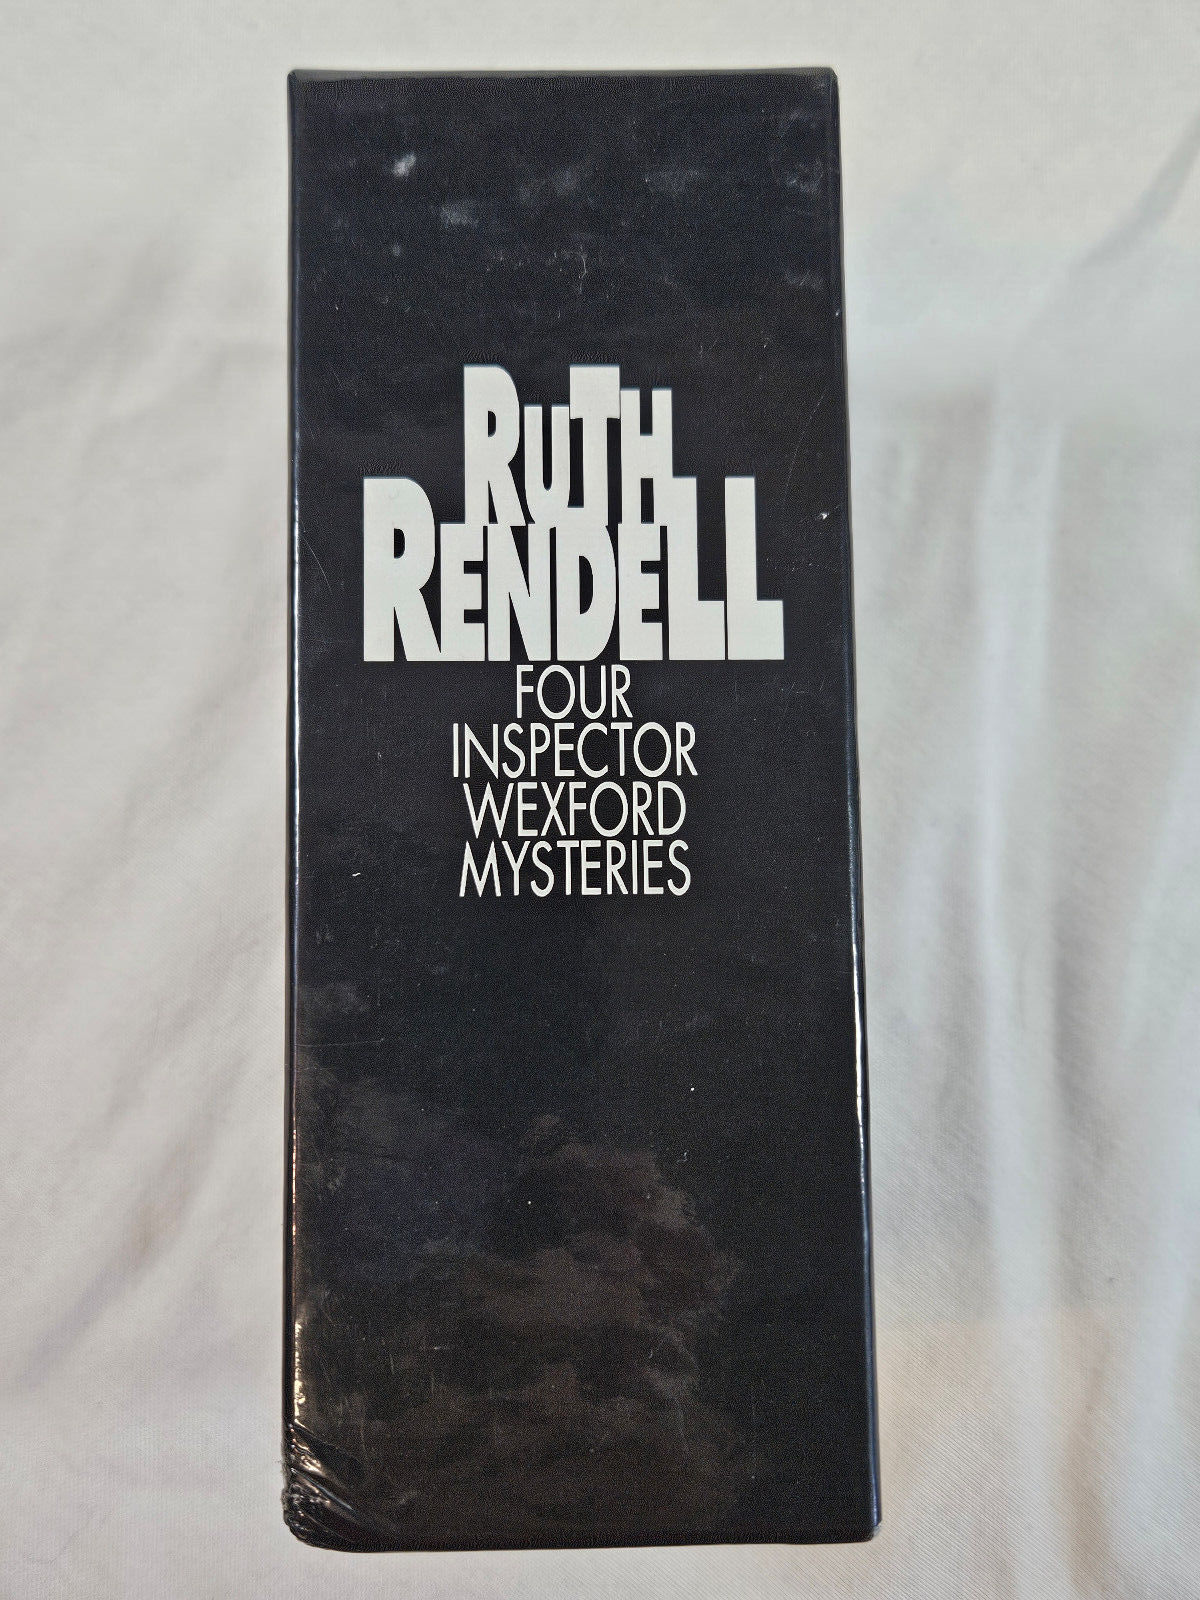 RUTH
RENDELL
FOUR
INSPECTOR
WEXFORD
MYSTERIES